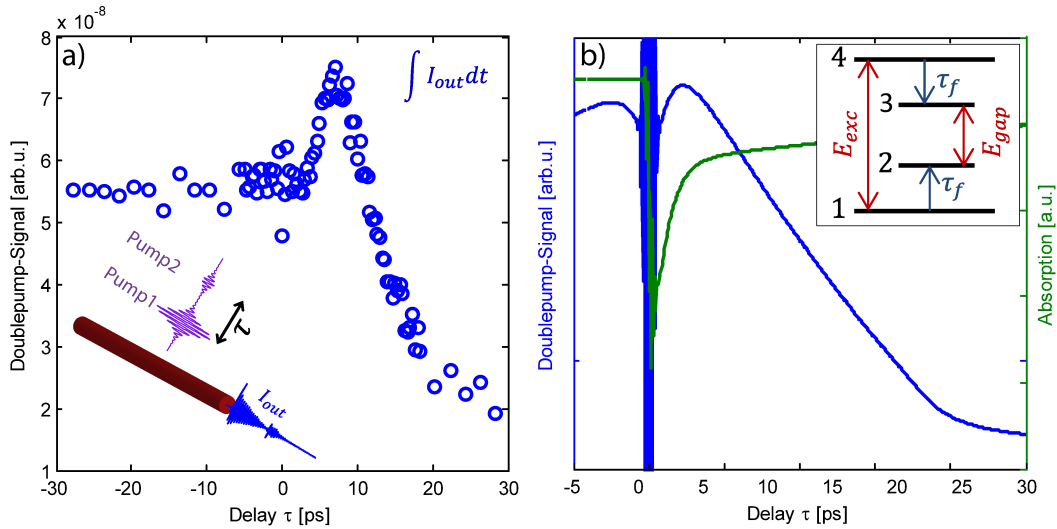 x 10⁻⁸
8
7
6
5
4
3
2
1
Doublepump-Signal [arb.u.]
a)
∫ I_out dt
Pump2
Pump1
τ
I_out
-30
-20
-10
0
10
20
30
Delay τ [ps]
b)
Doublepump-Signal [arb.u.]
Absorption [a.u.]
4
3
2
1
τ_f
τ_f
E_exc
E_gap
-5
0
5
10
15
20
25
30
Delay τ [ps]